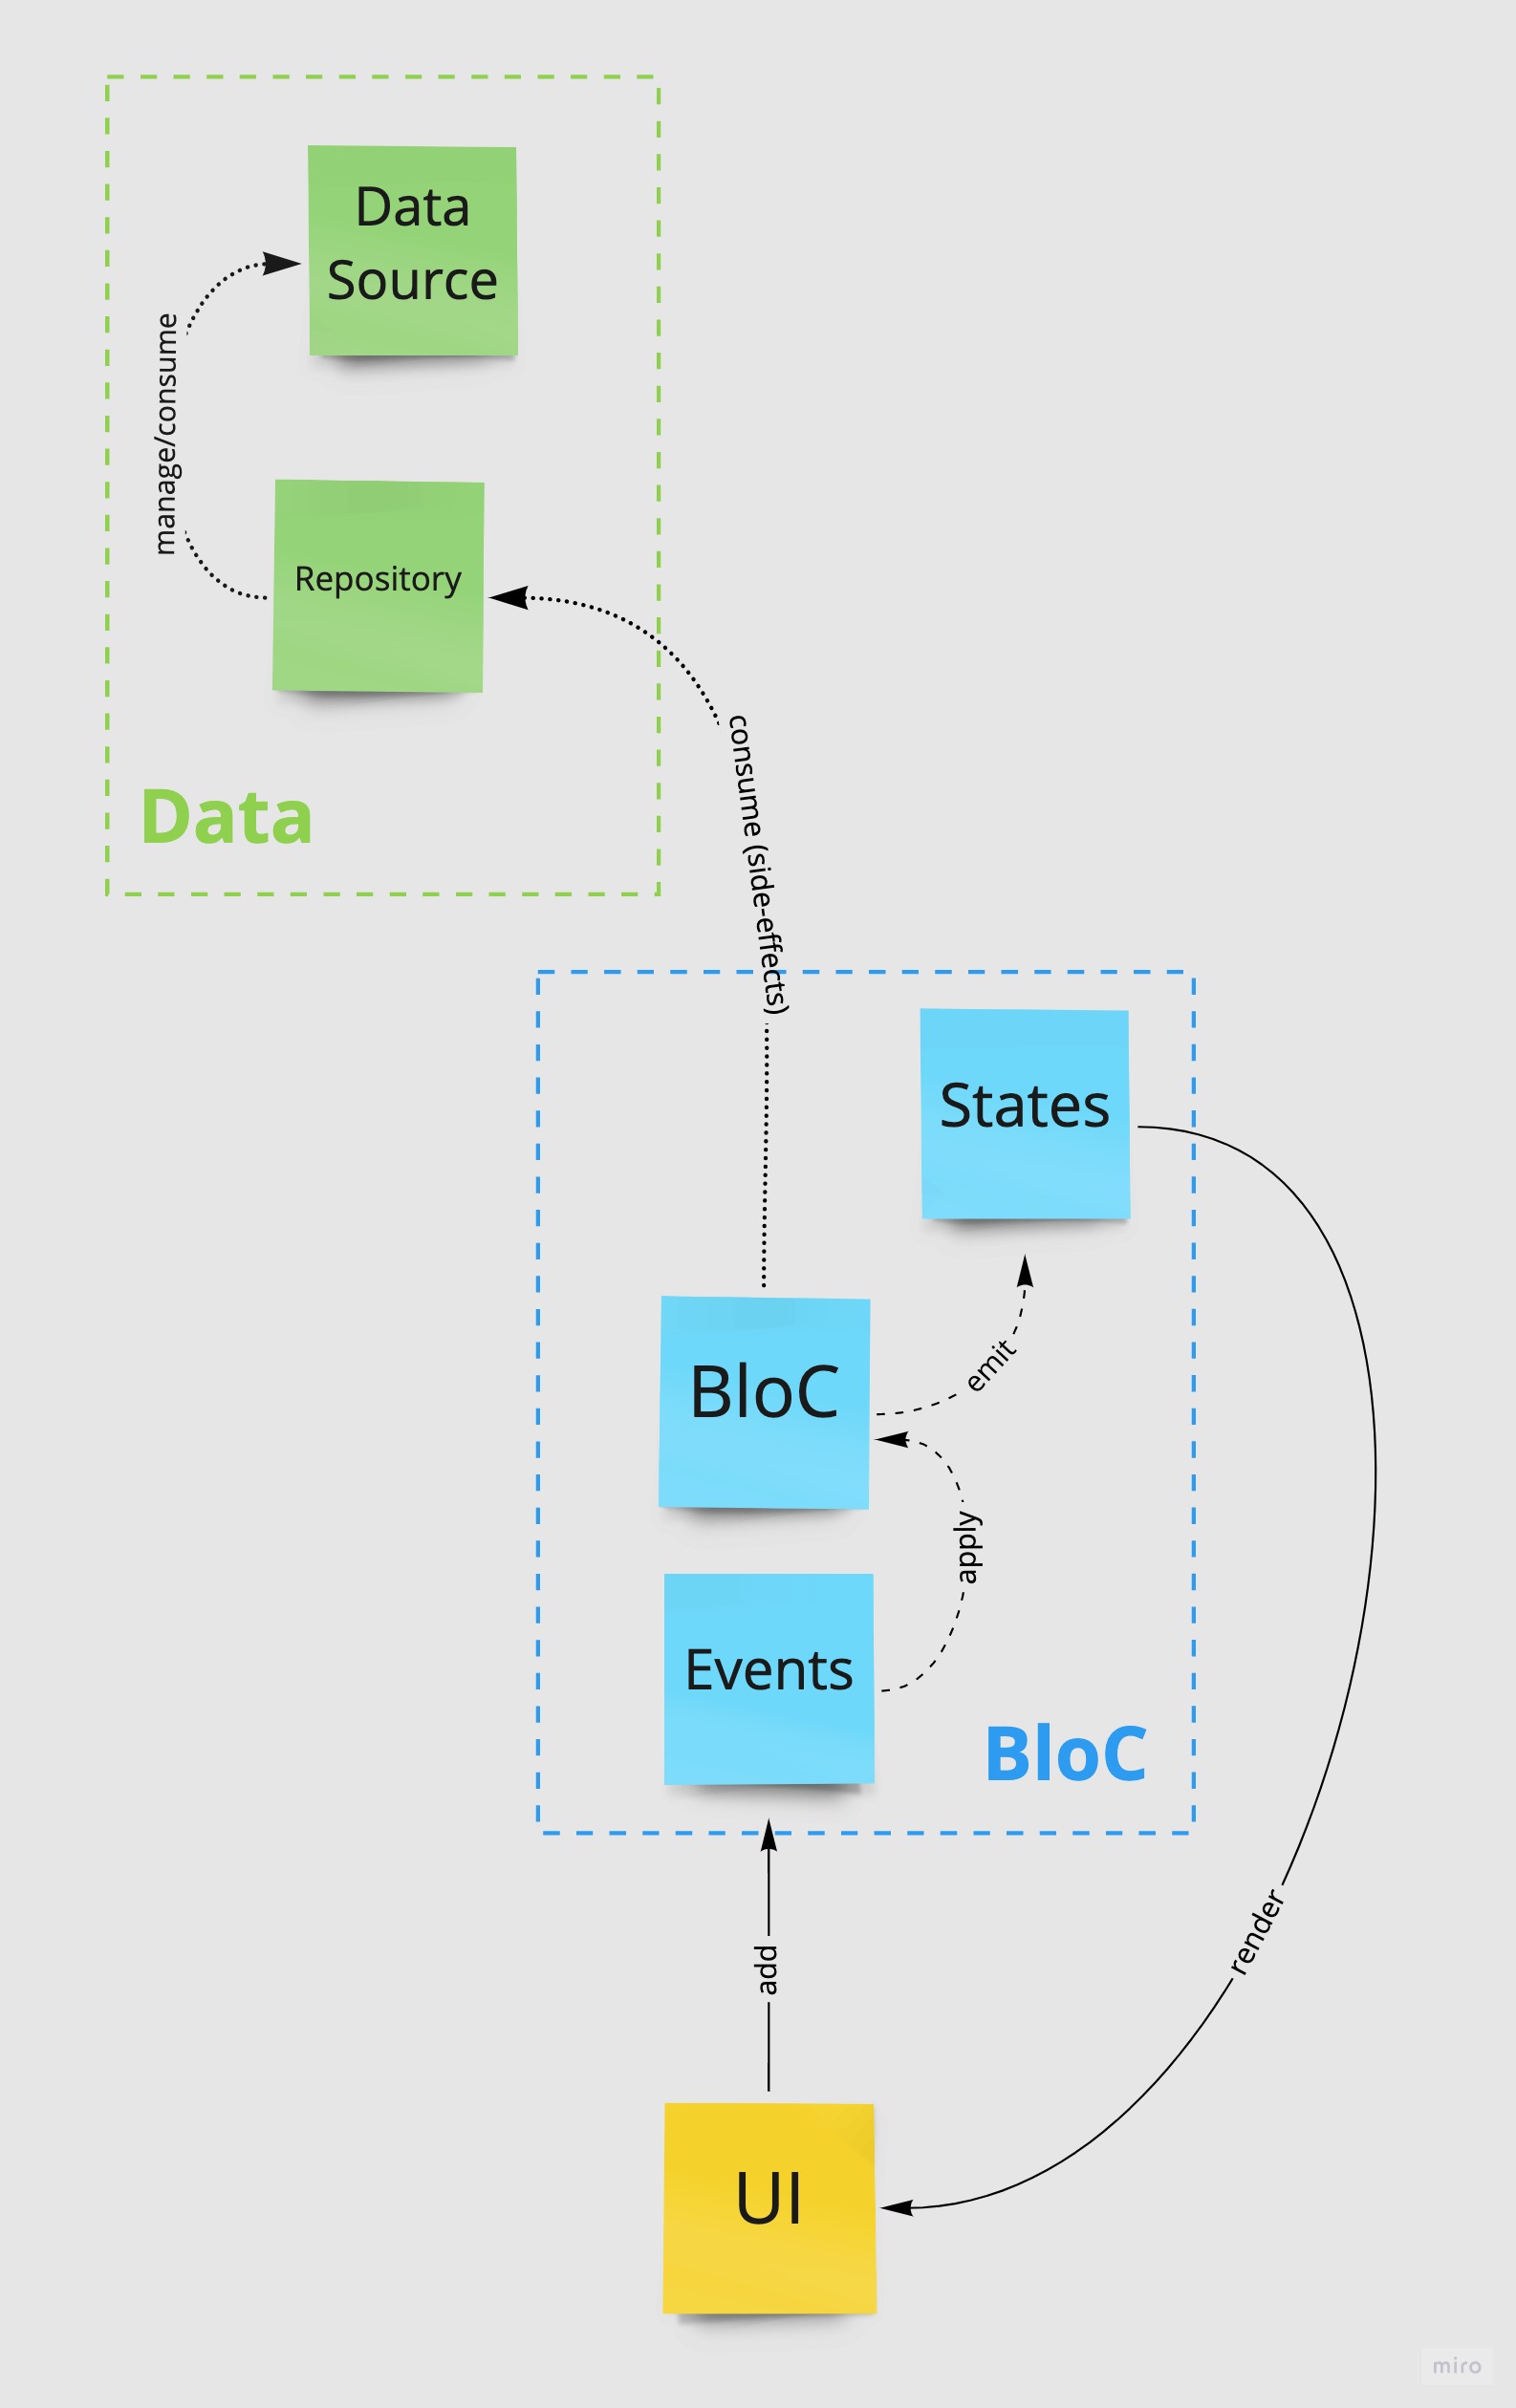 Data
Source
manage/consume
Repository
Data
consume (side-effects)
States
BloC
emit
apply
Events
BloC
add
render
UI
miro